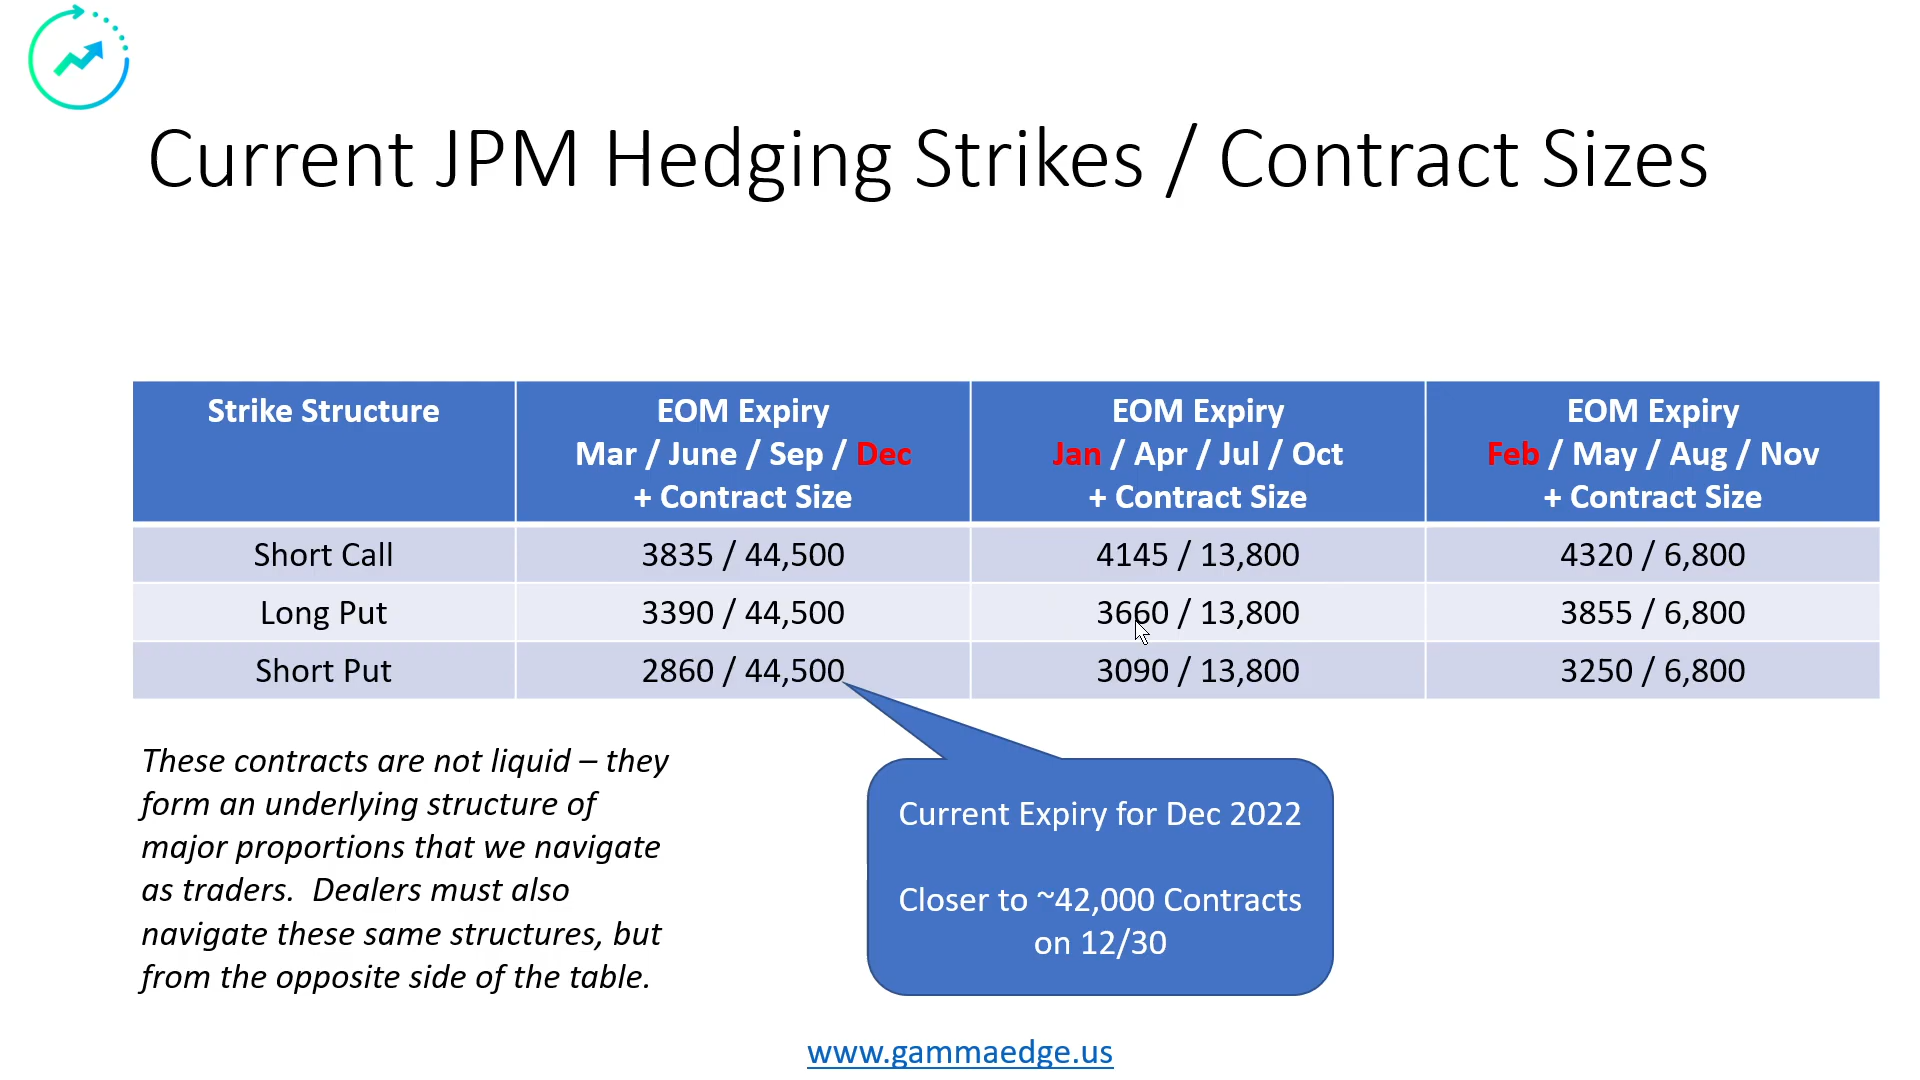 Current JPM Hedging Strikes / Contract Sizes
Strike Structure
EOM Expiry
Mar / June / Sep / Dec
+ Contract Size
EOM Expiry
Jan / Apr / Jul / Oct
+ Contract Size
EOM Expiry
Feb / May / Aug / Nov
+ Contract Size
Short Call
3835 / 44,500
4145 / 13,800
4320 / 6,800
Long Put
3390 / 44,500
3660 / 13,800
3855 / 6,800
Short Put
2860 / 44,500
3090 / 13,800
3250 / 6,800
These contracts are not liquid – they
form an underlying structure of
major proportions that we navigate
as traders.  Dealers must also
navigate these same structures, but
from the opposite side of the table.
Current Expiry for Dec 2022
Closer to ~42,000 Contracts
on 12/30
www.gammaedge.us